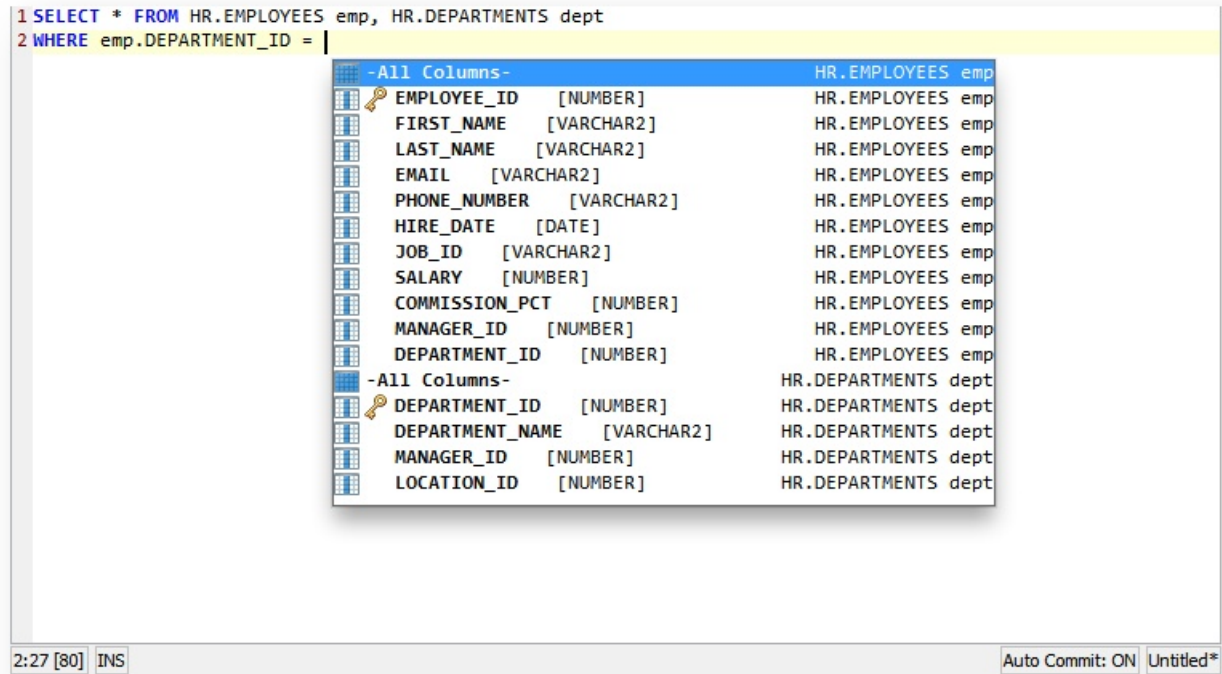 1 SELECT * FROM HR.EMPLOYEES emp, HR.DEPARTMENTS dept
2 WHERE emp.DEPARTMENT_ID =
-All Columns- HR.EMPLOYEES emp
EMPLOYEE_ID [NUMBER] HR.EMPLOYEES emp
FIRST_NAME [VARCHAR2] HR.EMPLOYEES emp
LAST_NAME [VARCHAR2] HR.EMPLOYEES emp
EMAIL [VARCHAR2] HR.EMPLOYEES emp
PHONE_NUMBER [VARCHAR2] HR.EMPLOYEES emp
HIRE_DATE [DATE] HR.EMPLOYEES emp
JOB_ID [VARCHAR2] HR.EMPLOYEES emp
SALARY [NUMBER] HR.EMPLOYEES emp
COMMISSION_PCT [NUMBER] HR.EMPLOYEES emp
MANAGER_ID [NUMBER] HR.EMPLOYEES emp
DEPARTMENT_ID [NUMBER] HR.EMPLOYEES emp
-All Columns- HR.DEPARTMENTS dept
DEPARTMENT_ID [NUMBER] HR.DEPARTMENTS dept
DEPARTMENT_NAME [VARCHAR2] HR.DEPARTMENTS dept
MANAGER_ID [NUMBER] HR.DEPARTMENTS dept
LOCATION_ID [NUMBER] HR.DEPARTMENTS dept
2:27 [80] INS Auto Commit: ON Untitled*